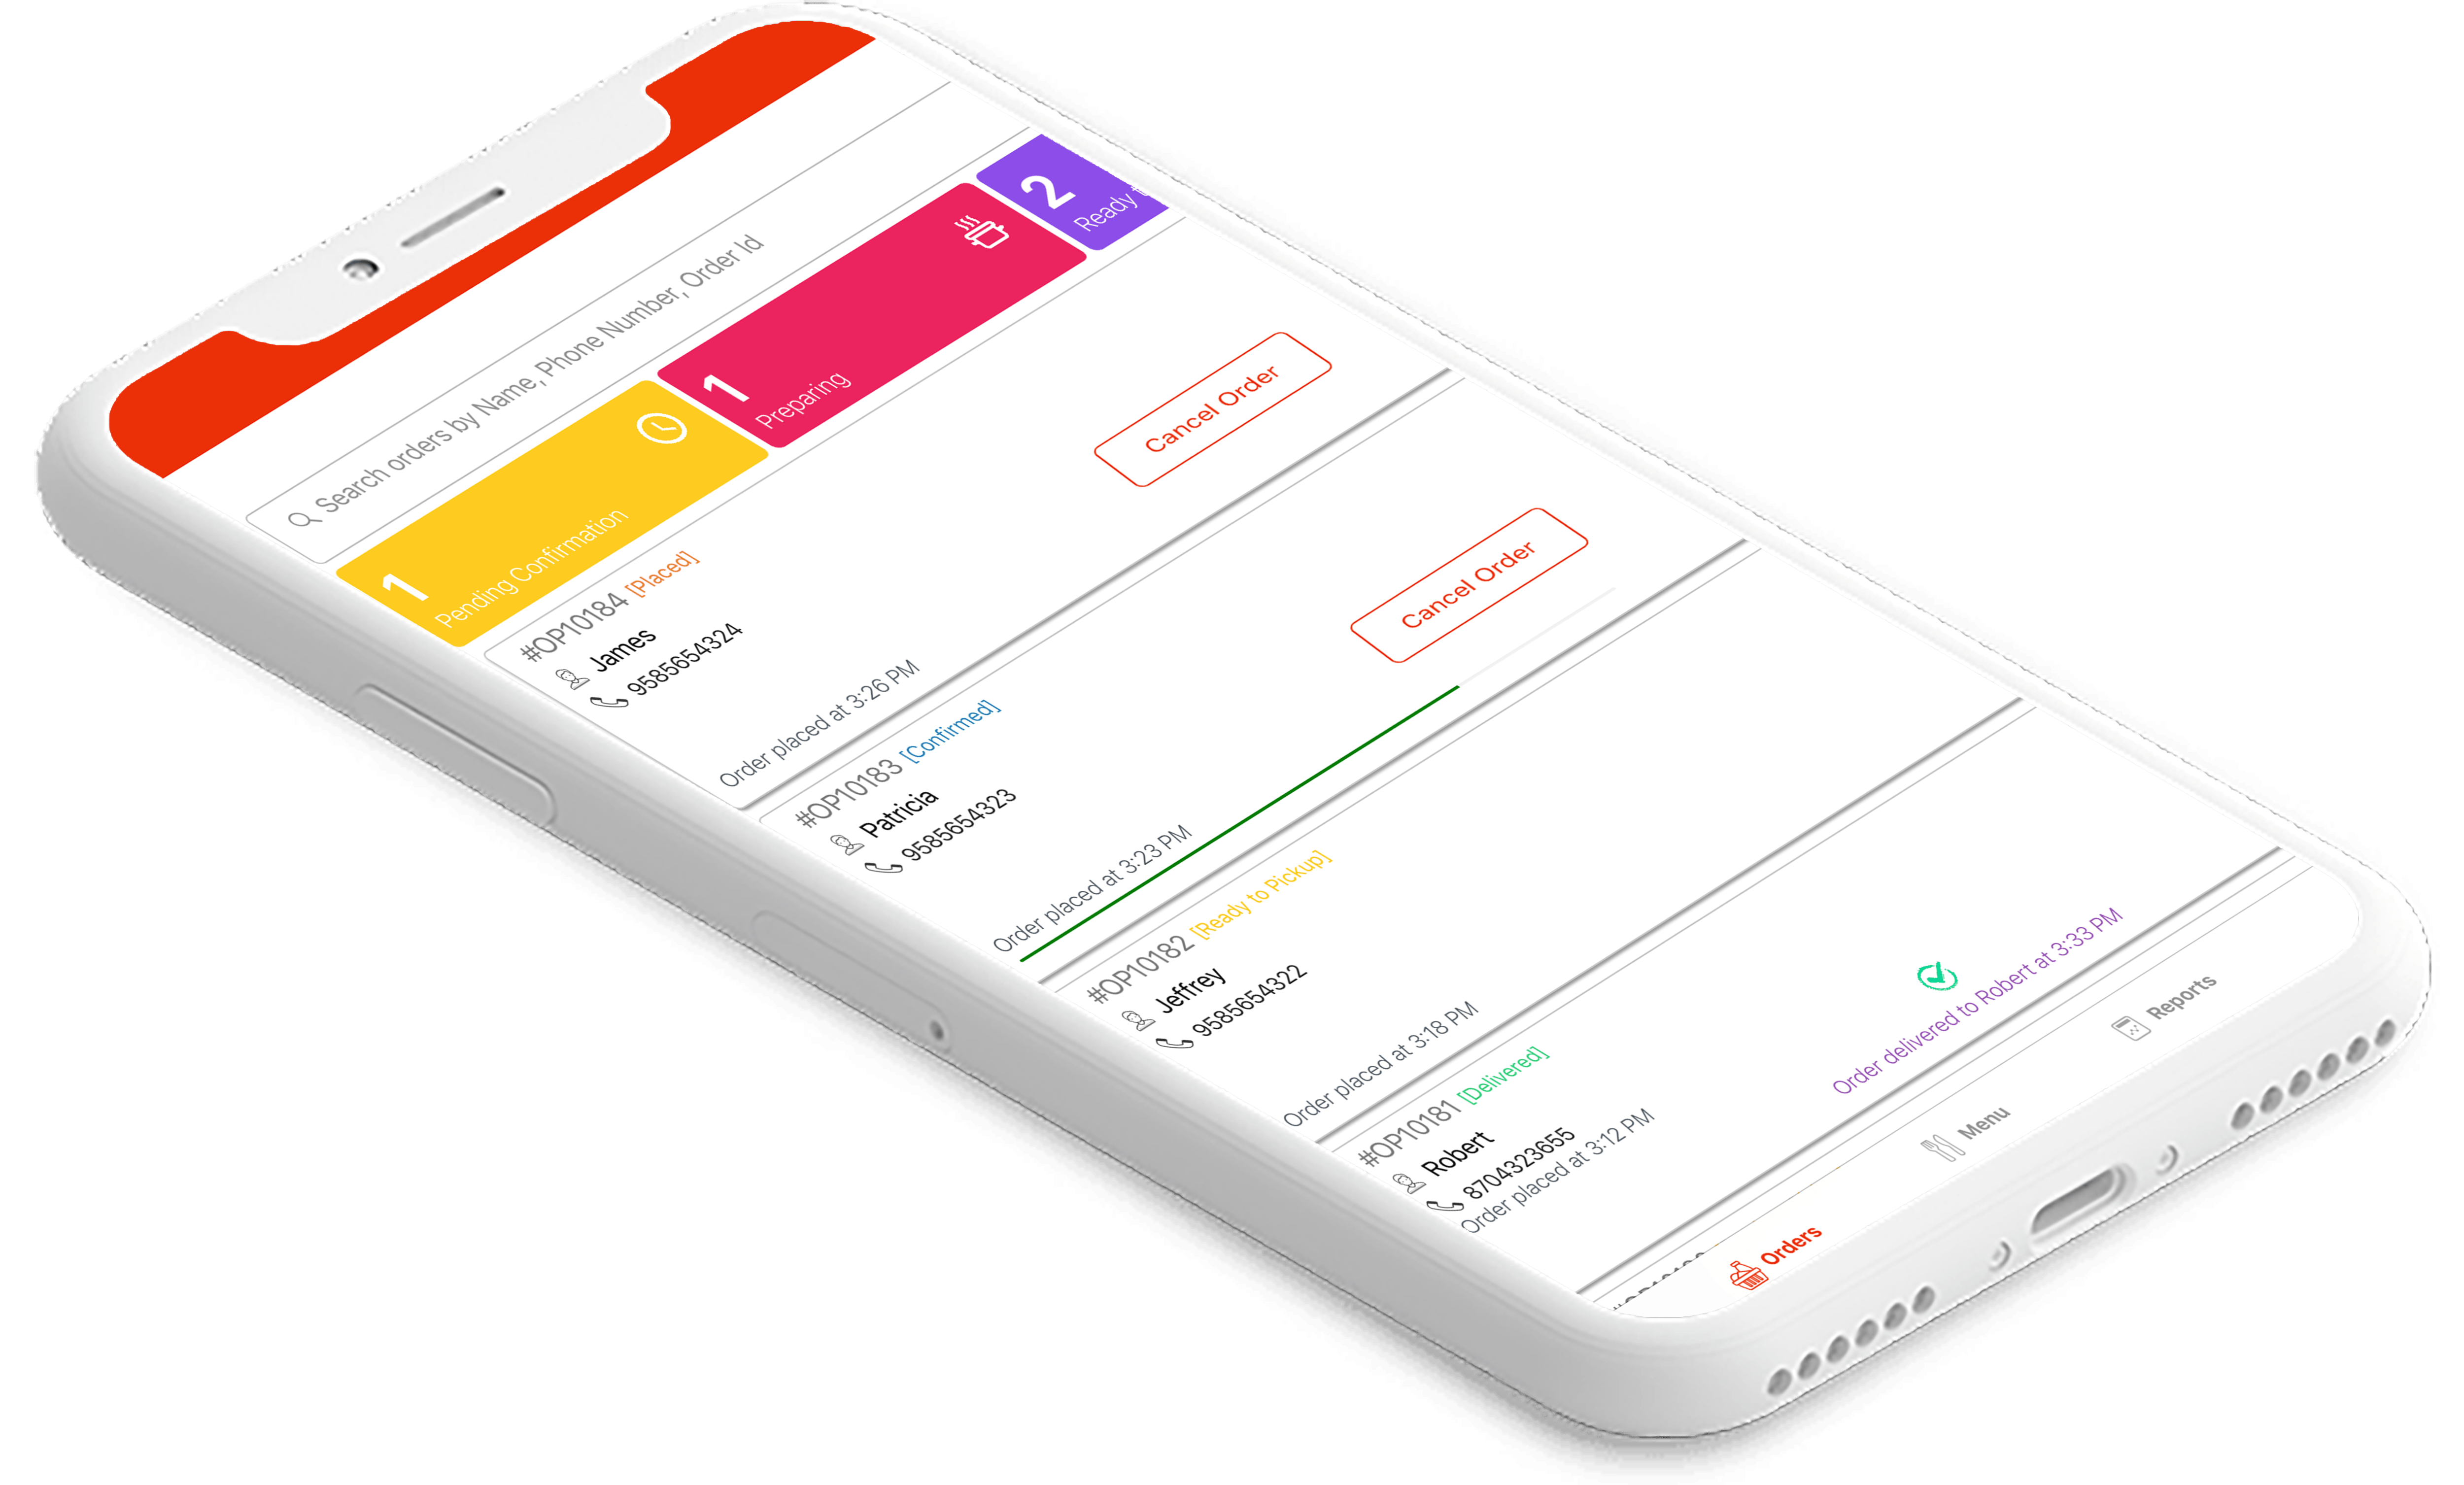 Search orders by Name, Phone Number, Order Id
1
Pending Confirmation
1
Preparing
2
Ready
#OP10184 [Placed]
James
9585654324
Cancel Order
Order placed at 3:26 PM
#OP10183 [Confirmed]
Patricia
9585654323
Cancel Order
Order placed at 3:23 PM
#OP10182 [Ready to Pickup]
Jeffrey
9585654322
Order placed at 3:18 PM
#OP10181 [Delivered]
Robert
8704323655
Order placed at 3:12 PM
Order delivered to Robert at 3:33 PM
Orders
Menu
Reports